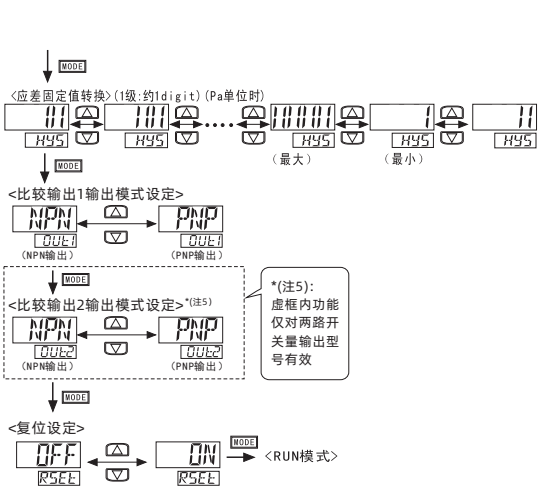 MODE
<应差固定值转换>(1级:约1digit)(Pa单位时)
III IIII IIIIIII I II
HYS HYS HYS HYS HYS
(最大) (最小)
MODE
<比较输出1输出模式设定>
NPN PNP
OUt1 OUt1
(NPN输出) (PNP输出)
MODE
<比较输出2输出模式设定>*(注5)
NPN PNP
OUt2 OUt2
(NPN输出) (PNP输出)
*(注5):
虚框内功能
仅对两路开
关量输出型
号有效
MODE
<复位设定>
OFF ON MODE <RUN模式>
RSEt RSEt